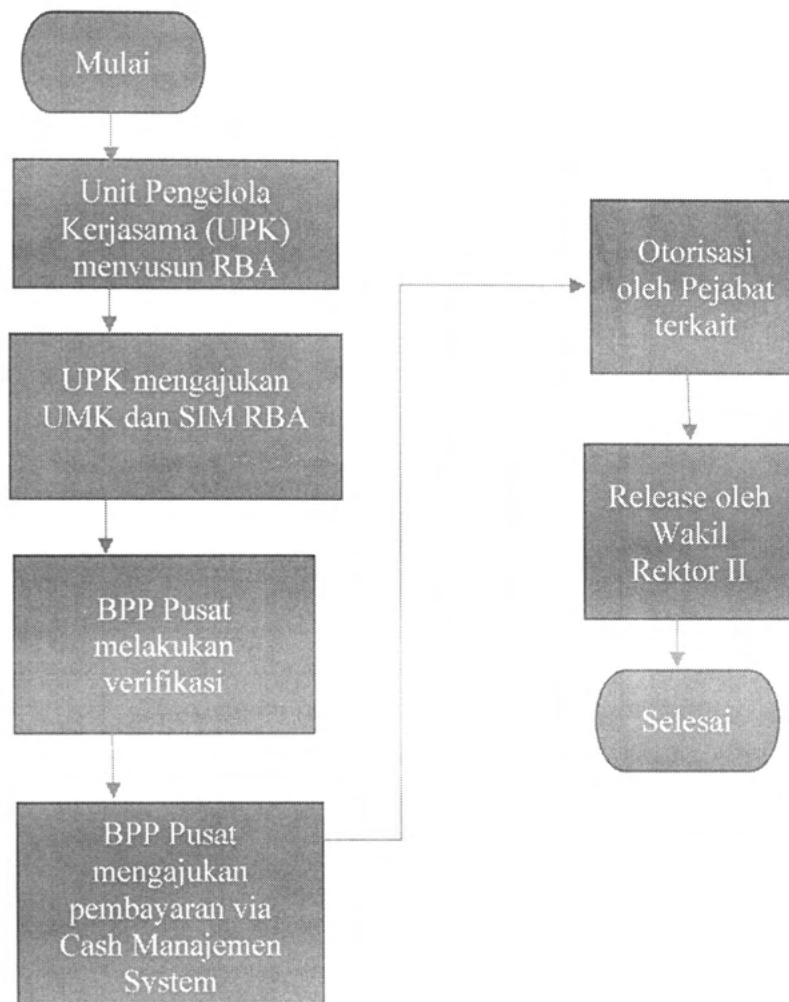 Mulai
Unit Pengelola
Kerjasama (UPK)
menvusun RBA
UPK mengajukan
UMK dan SIM RBA
BPP Pusat
melakukan
verifikasi
BPP Pusat
mengajukan
pembayaran via
Cash Manajemen
System
Otorisasi
oleh Pejabat
terkait
Release oleh
Wakil
Rektor II
Selesai